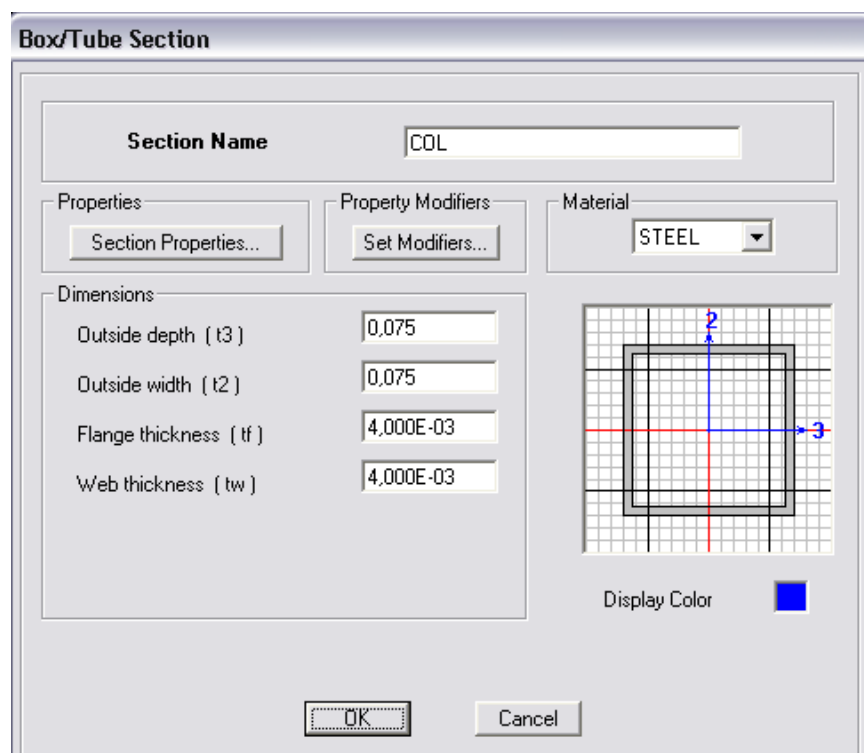 Box/Tube Section
Section Name COL
Properties Property Modifiers Material
Section Properties... Set Modifiers... STEEL
Dimensions
Outside depth ( t3 ) 0,075
Outside width ( t2 ) 0,075
Flange thickness ( tf ) 4,000E-03
Web thickness ( tw ) 4,000E-03
2
3
Display Color
OK Cancel